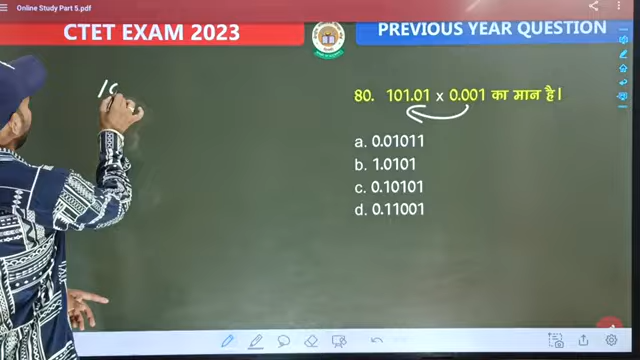 Online Study Part 5.pdf
CTET EXAM 2023
PREVIOUS YEAR QUESTION
80. 101.01 x 0.001 का मान है।
a. 0.01011
b. 1.0101
c. 0.10101
d. 0.11001